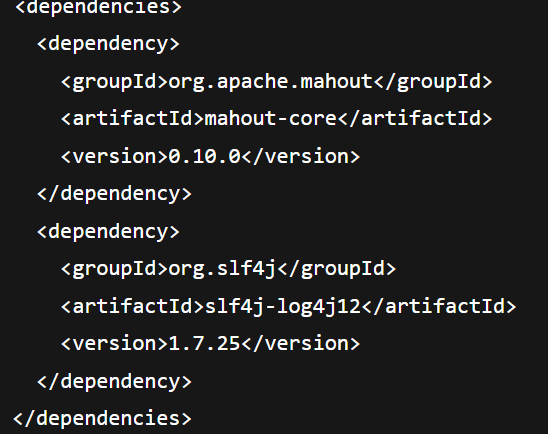 <dependencies>
<dependency>
<groupId>org.apache.mahout</groupId>
<artifactId>mahout-core</artifactId>
<version>0.10.0</version>
</dependency>
<dependency>
<groupId>org.slf4j</groupId>
<artifactId>slf4j-log4j12</artifactId>
<version>1.7.25</version>
</dependency>
</dependencies>